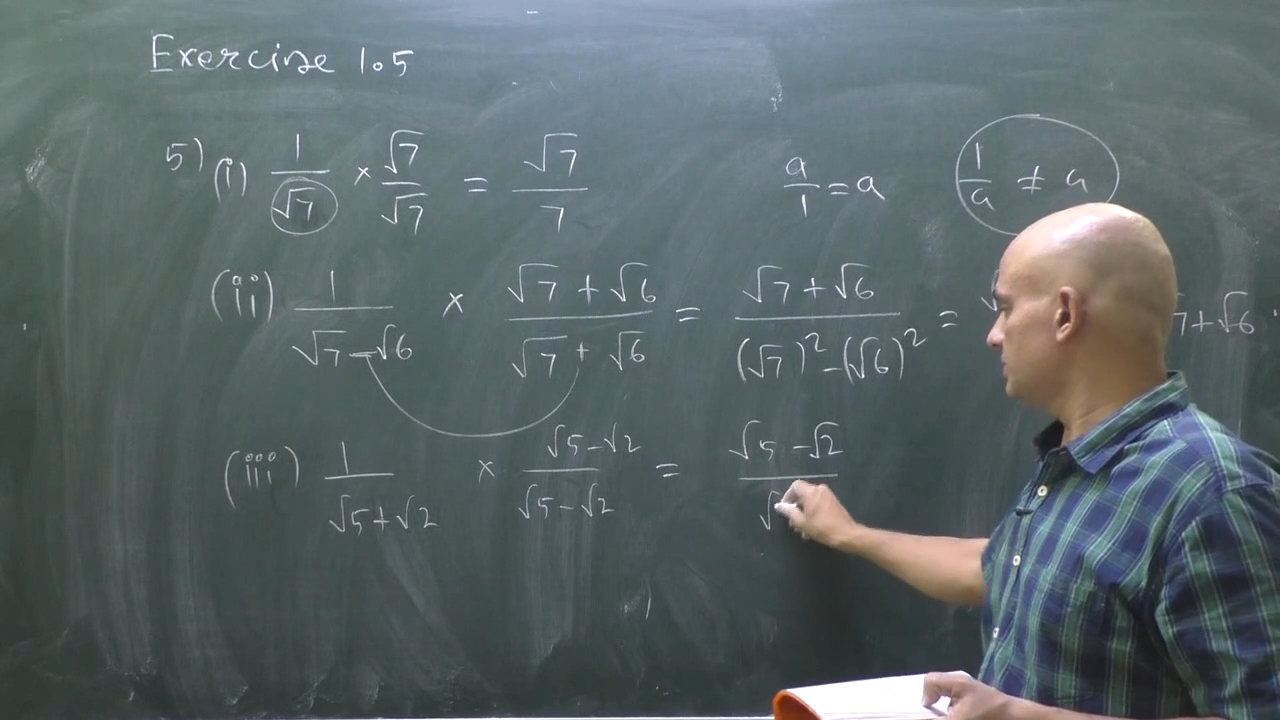 Exercise 1.5
5) (i) 1/√7 × √7/√7 = √7/7 a/1 = a 1/a ≠ a
(ii) 1/(√7 - √6) × (√7 + √6)/(√7 + √6) = (√7 + √6)/((√7)² - (√6)²) = 7 + √6
(iii) 1/(√5 + √2) × (√5 - √2)/(√5 - √2) = (√5 - √2)/√